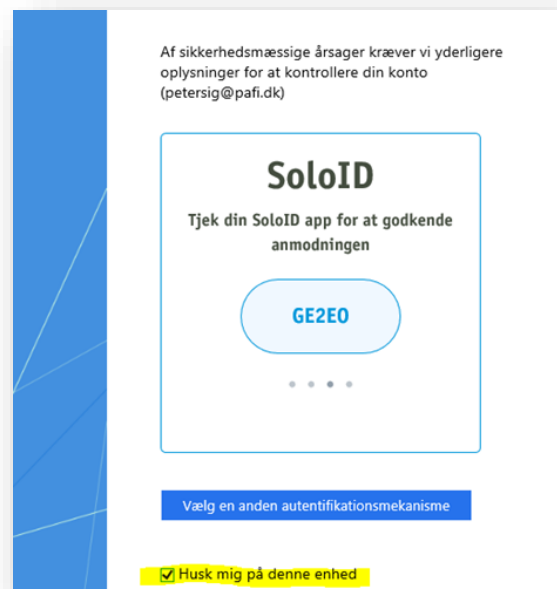 Af sikkerhedsmæssige årsager kræver vi yderligere
oplysninger for at kontrollere din konto
(petersig@pafi.dk)
SoloID
Tjek din SoloID app for at godkende
anmodningen
GE2EO
Vælg en anden autentifikationsmekanisme
Husk mig på denne enhed